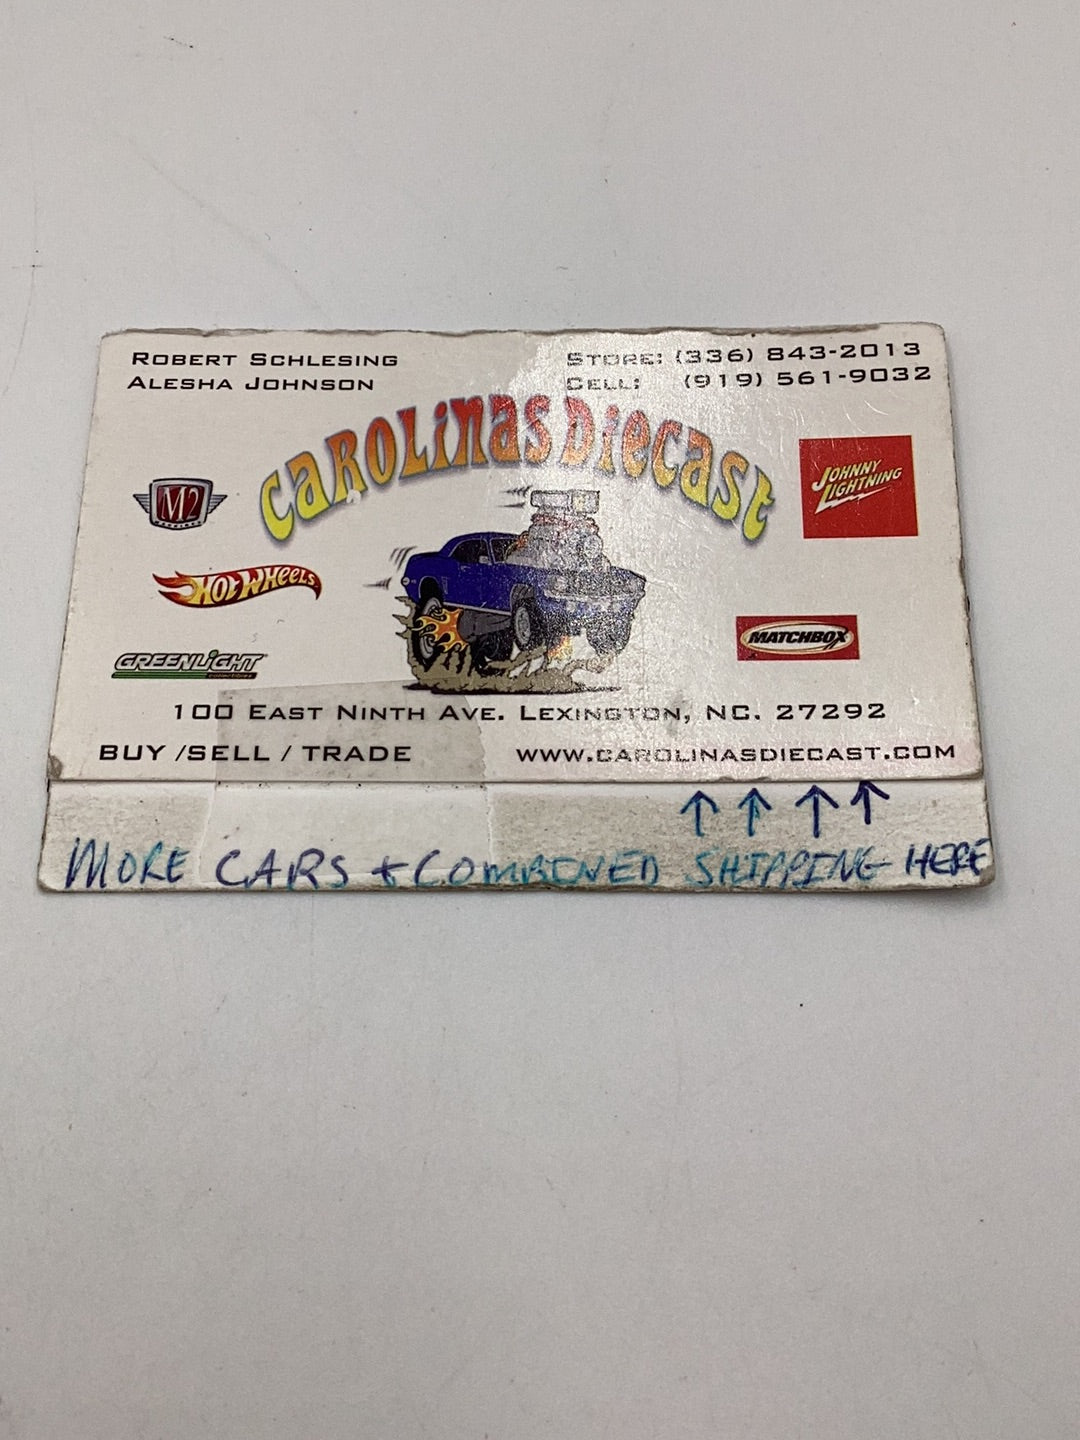 ROBERT SCHLESING
ALESHA JOHNSON
STORE: (336) 843-2013
CELL: (919) 561-9032
CAROLINAS DIECAST
M2
MACHINES
JOHNNY
LIGHTNING
HOT WHEELS
MATCHBOX
GREENLIGHT
collectibles
100 EAST NINTH AVE. LEXINGTON, NC. 27292
BUY /SELL / TRADE
WWW.CAROLINASDIECAST.COM
MORE CARS + COMBINED SHIPPING HERE